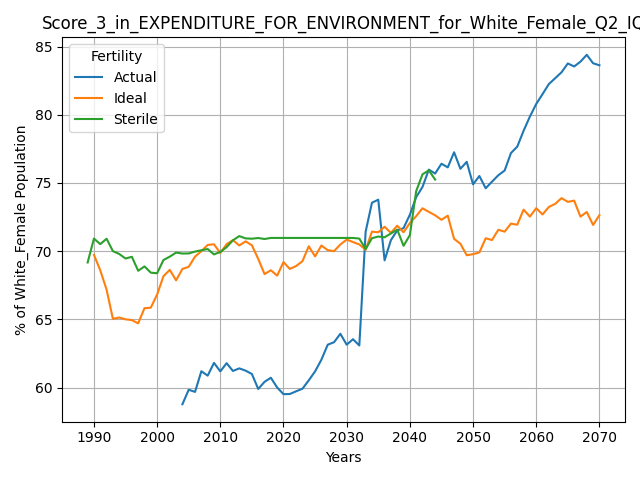 Score_3_in_EXPENDITURE_FOR_ENVIRONMENT_for_White_Female_Q2_IQ
85
80
75
70
65
60
% of White_Female Population
Fertility
Actual
Ideal
Sterile
1990 2000 2010 2020 2030 2040 2050 2060 2070
Years